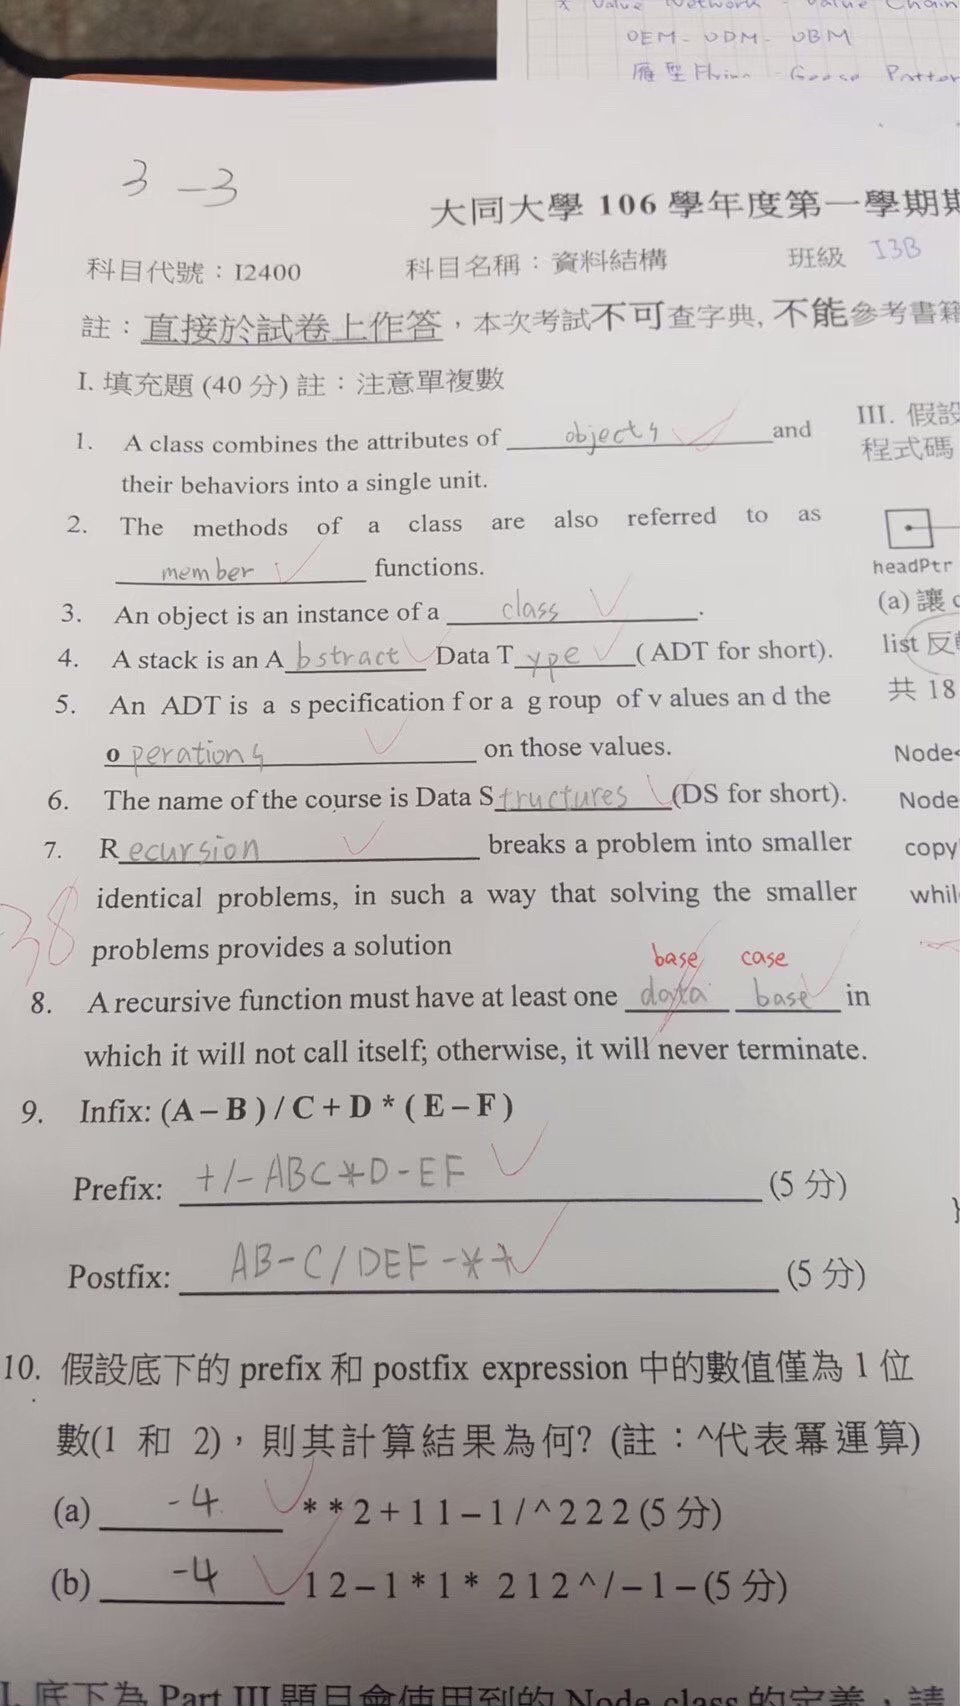 Value Network - Value Chain
OEM - ODM - OBM
雁型 Flying - Geese Patter
3 - 3
大同大學 106 學年度第一學期期
科目代號：I2400 科目名稱：資料結構 班級 I3B
註：直接於試卷上作答，本次考試不可查字典, 不能參考書籍
I. 填充題 (40 分) 註：注意單複數
1. A class combines the attributes of objects and
their behaviors into a single unit.
2. The methods of a class are also referred to as
member functions.
3. An object is an instance of a class.
4. A stack is an Abstract Data Type (ADT for short).
5. An ADT is a s pecification f or a g roup of v alues an d the
operations on those values.
6. The name of the course is Data Structures (DS for short).
7. Recursion breaks a problem into smaller
identical problems, in such a way that solving the smaller
problems provides a solution
-38
base case
8. A recursive function must have at least one data base in
which it will not call itself; otherwise, it will never terminate.
9. Infix: (A – B ) / C + D * ( E – F )
Prefix: +/-ABC*D-EF (5 分)
Postfix: AB-C/DEF-*+ (5 分)
10. 假設底下的 prefix 和 postfix expression 中的數值僅為 1 位
數(1 和 2)，則其計算結果為何? (註：^代表冪運算)
(a) -4 * * 2 + 1 1 – 1 / ^ 2 2 2 (5 分)
(b) -4 1 2 – 1 * 1 * 2 1 2 ^ / – 1 – (5 分)
I. 底下為 Part III 題目會使用到的 Node class 的定義，請
III. 假設
程式碼
headPtr
(a) 讓 c
list 反
共 18
Node<
Node
copy
whil
}